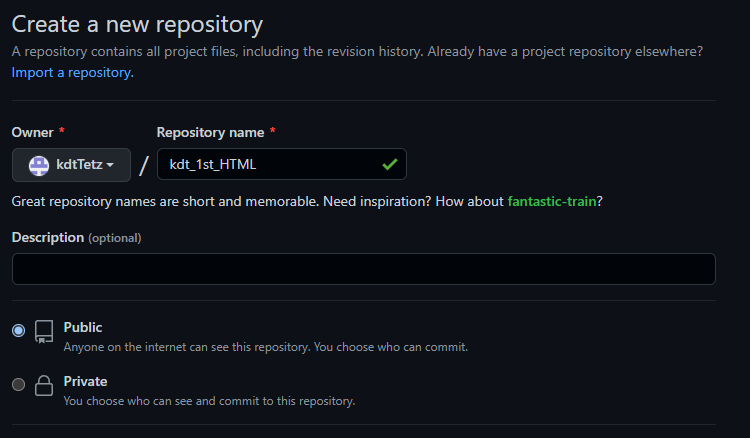 Create a new repository
A repository contains all project files, including the revision history. Already have a project repository elsewhere?
Import a repository.
Owner * Repository name *
kdtTetz / kdt_1st_HTML
Great repository names are short and memorable. Need inspiration? How about fantastic-train?
Description (optional)
Public
Anyone on the internet can see this repository. You choose who can commit.
Private
You choose who can see and commit to this repository.